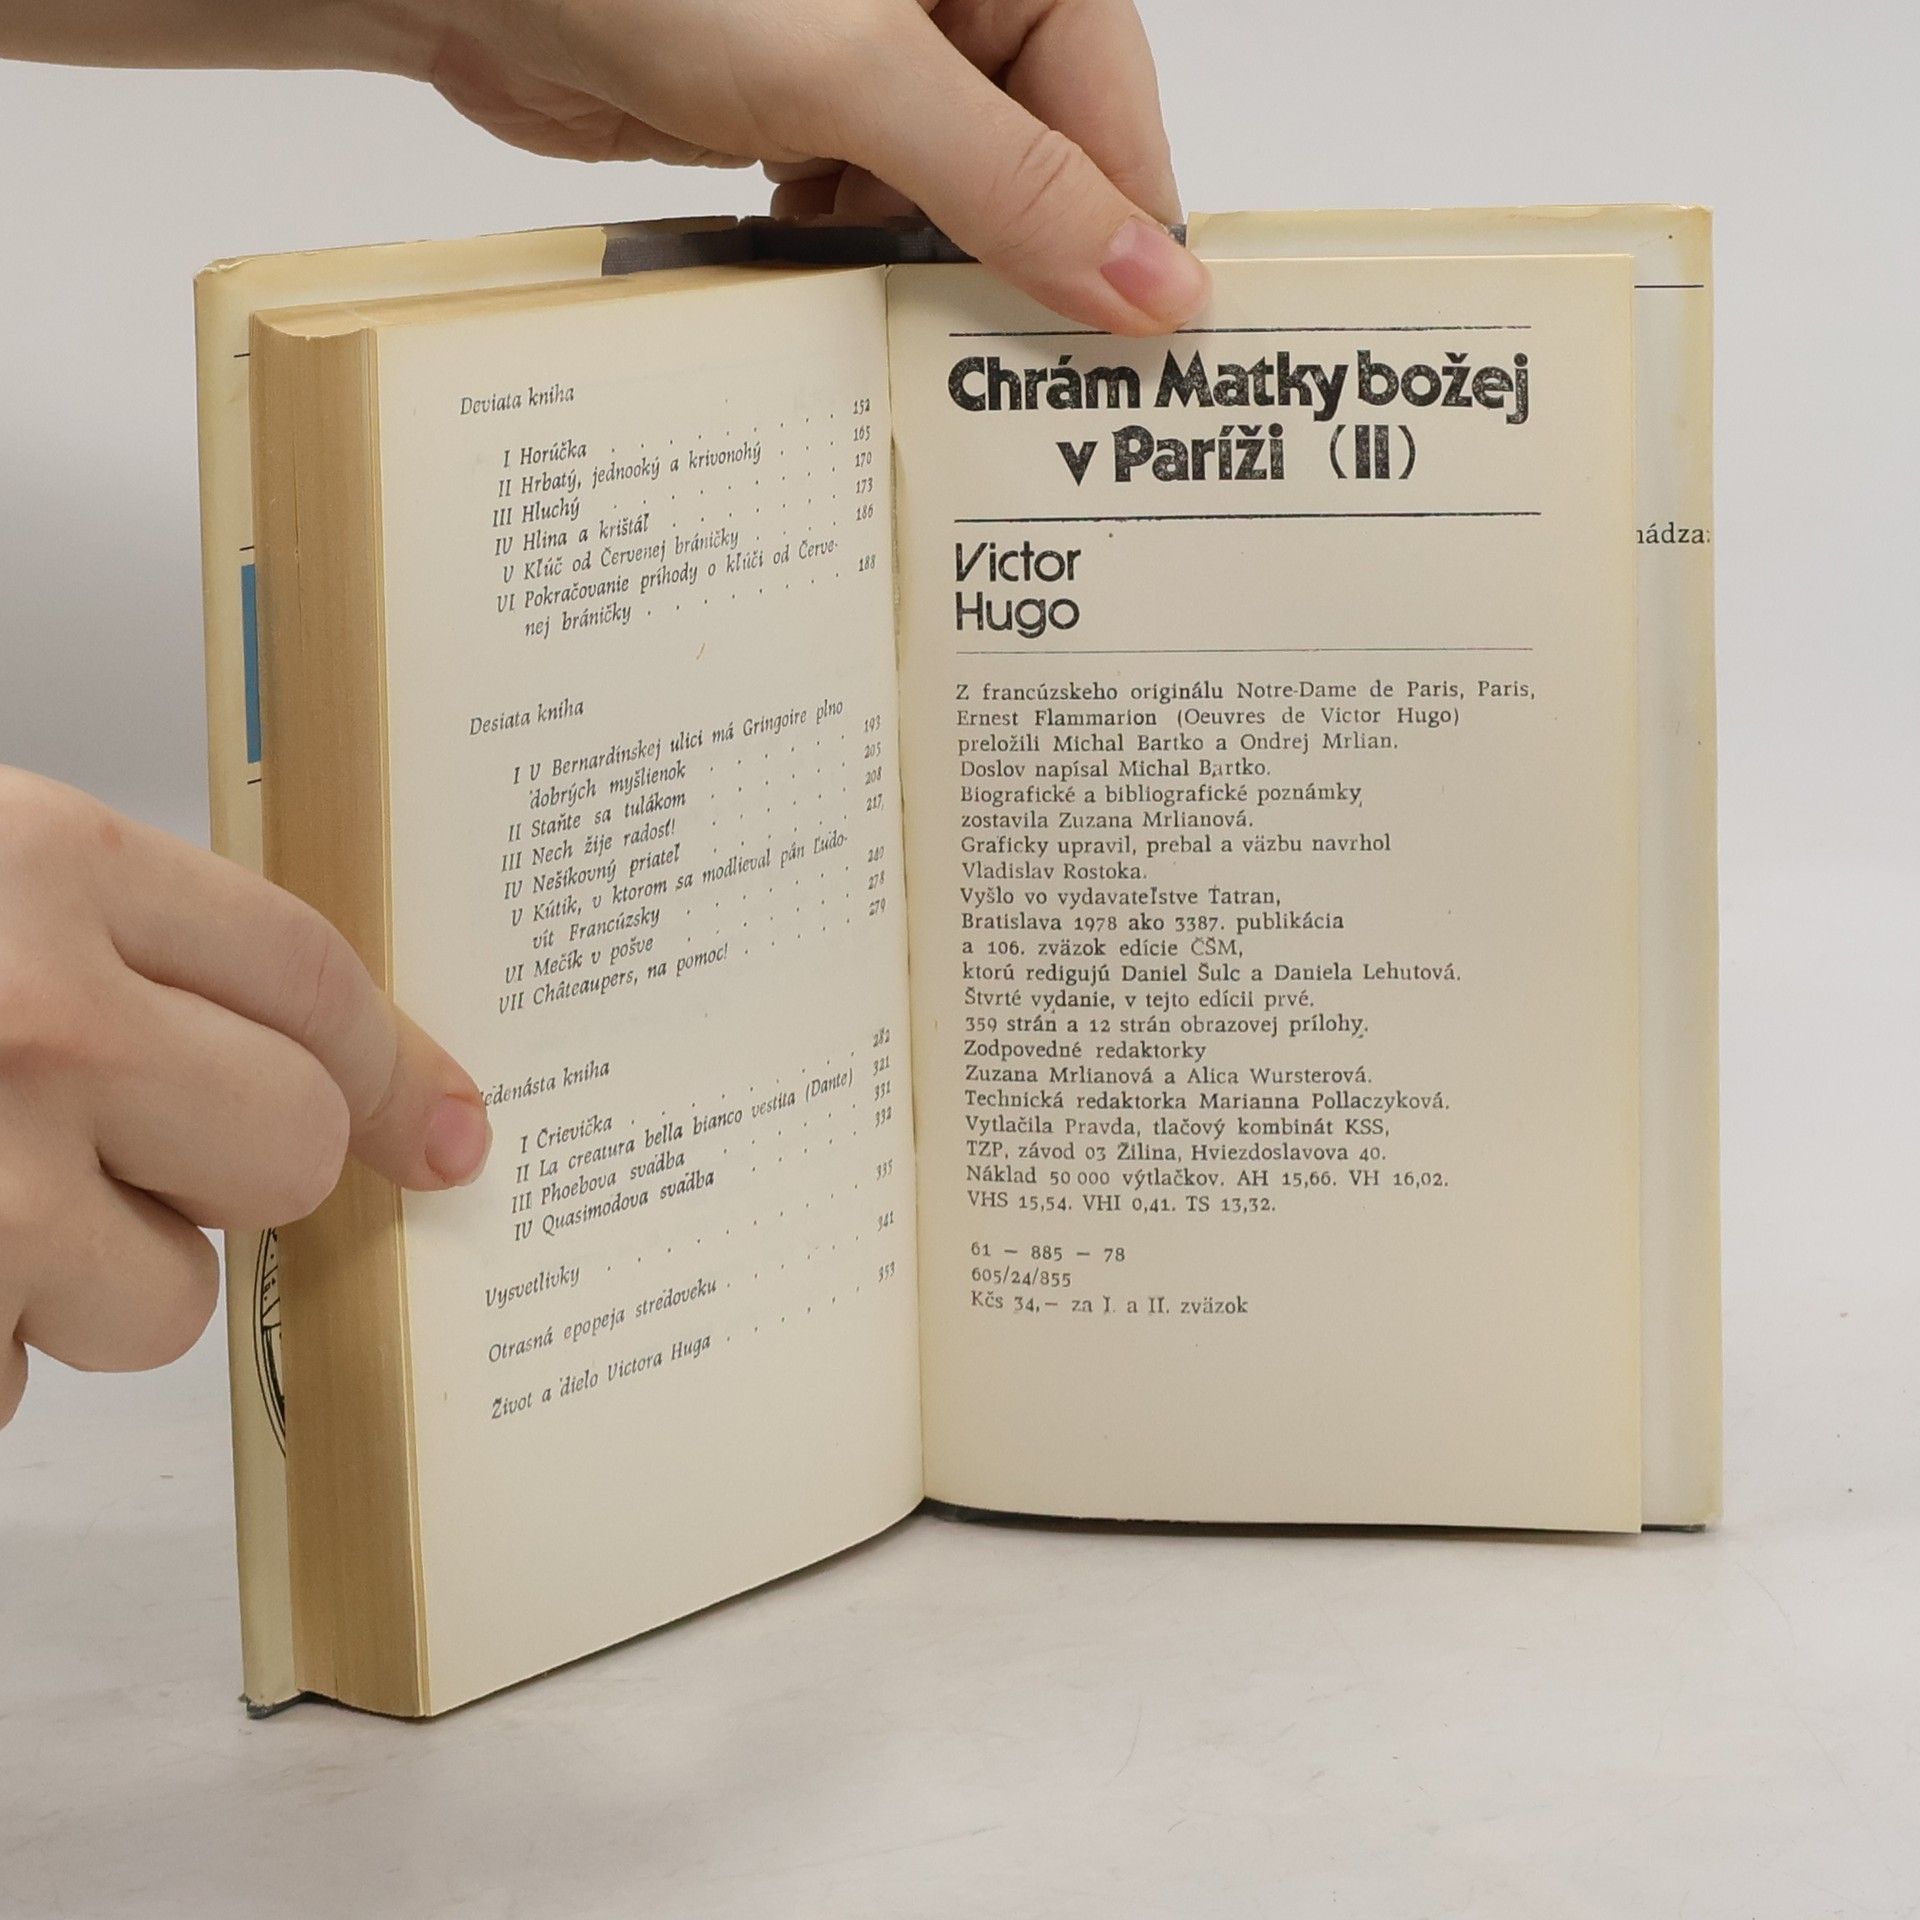 Deviata kniha
I Horúčka . . . . . . . . . 152
II Hrbatý, jednooký a krivonohý . . . 165
III Hluchý . . . . . . . . 170
IV Hlina a krištáľ . . . . . . 173
V Kľúč od Červenej bráničky . . . . 186
VI Pokračovanie príhody o kľúči od Červe-
nej bráničky . . . . . . . 188
Desiata kniha
I V Bernardínskej ulici má Gringoire plno
dobrých myšlienok . . . . . . 193
II Staňte sa tulákom . . . . . . 205
III Nech žije radosť! . . . . . . 208
IV Nešikovný priateľ . . . . . . 217
V Kútik, v ktorom sa modlieval pán Ľudo-
vít Francúzsky . . . . . . 240
VI Mečík v pošve . . . . . . 278
VII Châteaupers, na pomoc! . . . . 279
Jedenásta kniha
I Črievička . . . . . . . 282
II La creatura bella bianco vestita (Dante) 321
III Phoebova svadba . . . . . 331
IV Quasimodova svadba . . . . 332
Vysvetlivky . . . . . . . . 335
Otrasná epopeja stredoveku . . . . . 341
Život a dielo Victora Huga . . . . . . 353
Chrám Matky božej
v Paríži (II)
Victor
Hugo
Z francúzskeho originálu Notre-Dame de Paris, Paris,
Ernest Flammarion (Oeuvres de Victor Hugo)
preložili Michal Bartko a Ondrej Mrlian.
Doslov napísal Michal Bartko.
Biografické a bibliografické poznámky
zostavila Zuzana Mrlianová.
Graficky upravil, prebal a väzbu navrhol
Vladislav Rostoka.
Vyšlo vo vydavateľstve Tatran,
Bratislava 1978 ako 3387. publikácia
a 106. zväzok edície ČŠM,
ktorú redigujú Daniel Šulc a Daniela Lehutová.
Štvrté vydanie, v tejto edícii prvé.
359 strán a 12 strán obrazovej prílohy.
Zodpovedné redaktorky
Zuzana Mrlianová a Alica Wursterová.
Technická redaktorka Marianna Pollaczyková.
Vytlačila Pravda, tlačový kombinát KSS,
TZP, závod 03 Žilina, Hviezdoslavova 40.
Náklad 50 000 výtlačkov. AH 15,66. VH 16,02.
VHS 15,54. VHI 0,41. TS 13,32.
61 — 885 — 78
605/24/855
Kčs 34,— za I. a II. zväzok